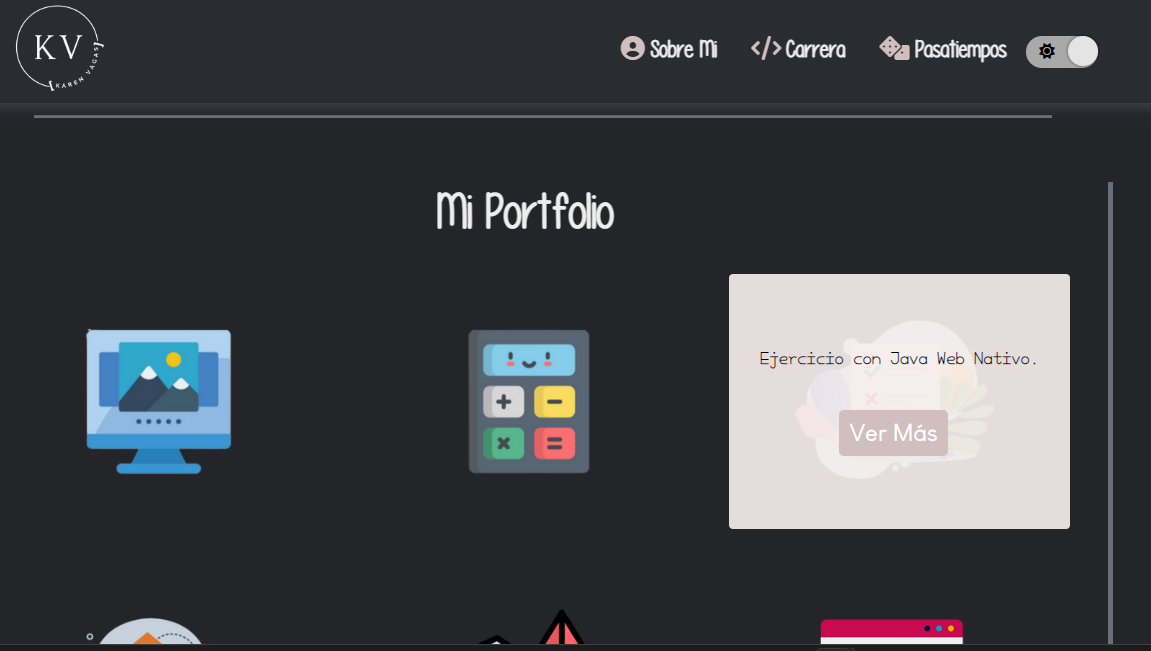 KV
KAREN VAGAS
Sobre Mi
Carrera
Pasatiempos
Mi Portfolio
Ejercicio con Java Web Nativo.
Ver Más